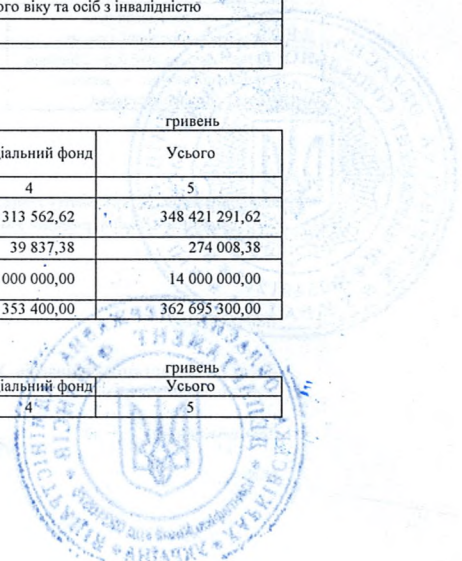 ого віку та осіб з інвалідністю
гривень
іальний фонд Усього
4 5
313 562,62 348 421 291,62
39 837,38 274 008,38
000 000,00 14 000 000,00
353 400,00 362 695 300,00
гривень
іальний фонд Усього
4 5